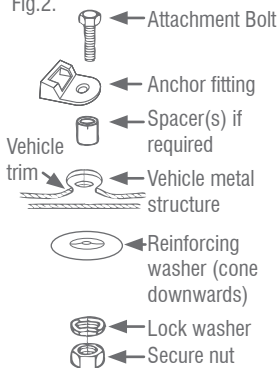 Fig.2.
Attachment Bolt
Anchor fitting
Spacer(s) if
required
Vehicle
trim
Vehicle metal
structure
Reinforcing
washer (cone
downwards)
Lock washer
Secure nut